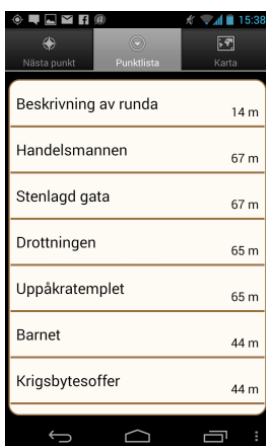 15:38
Nästa punkt
Punktlista
Karta
Beskrivning av runda
14 m
Handelsmannen
67 m
Stenlagd gata
67 m
Drottningen
65 m
Uppåkratemplet
65 m
Barnet
44 m
Krigsbytesoffer
44 m